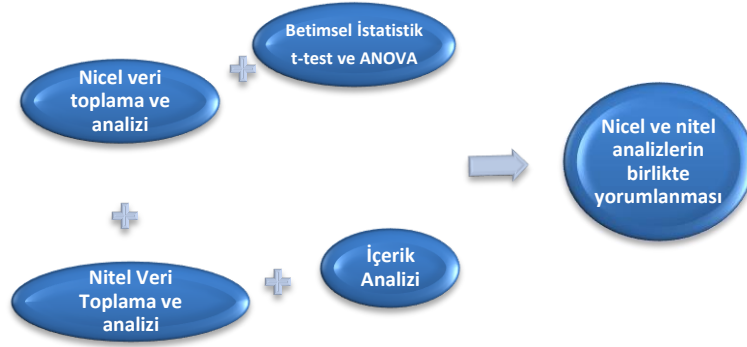 Betimsel İstatistik
t-test ve ANOVA
Nicel veri
toplama ve
analizi
Nicel ve nitel
analizlerin
birlikte
yorumlanması
İçerik
Analizi
Nitel Veri
Toplama ve
analizi